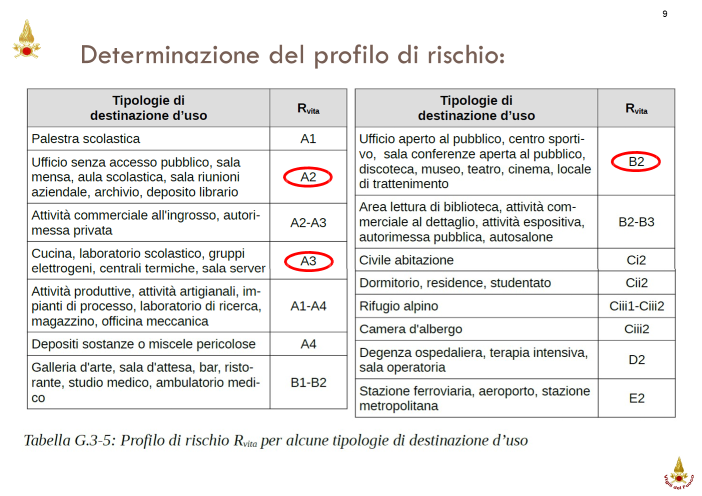 9
Determinazione del profilo di rischio:
Tipologie di
destinazione d'uso
Rvita
Palestra scolastica
A1
Ufficio senza accesso pubblico, sala
mensa, aula scolastica, sala riunioni
aziendale, archivio, deposito librario
A2
Attività commerciale all'ingrosso, autori-
messa privata
A2-A3
Cucina, laboratorio scolastico, gruppi
elettrogeni, centrali termiche, sala server
A3
Attività produttive, attività artigianali, im-
pianti di processo, laboratorio di ricerca,
magazzino, officina meccanica
A1-A4
Depositi sostanze o miscele pericolose
A4
Galleria d'arte, sala d'attesa, bar, risto-
rante, studio medico, ambulatorio medi-
co
B1-B2
Tipologie di
destinazione d'uso
Rvita
Ufficio aperto al pubblico, centro sporti-
vo, sala conferenze aperta al pubblico,
discoteca, museo, teatro, cinema, locale
di trattenimento
B2
Area lettura di biblioteca, attività com-
merciale al dettaglio, attività espositiva,
autorimessa pubblica, autosalone
B2-B3
Civile abitazione
Ci2
Dormitorio, residence, studentato
Cii2
Rifugio alpino
Ciii1-Ciii2
Camera d'albergo
Ciii2
Degenza ospedaliera, terapia intensiva,
sala operatoria
D2
Stazione ferroviaria, aeroporto, stazione
metropolitana
E2
Tabella G.3-5: Profilo di rischio Rvita per alcune tipologie di destinazione d'uso
Vigili del Fuoco